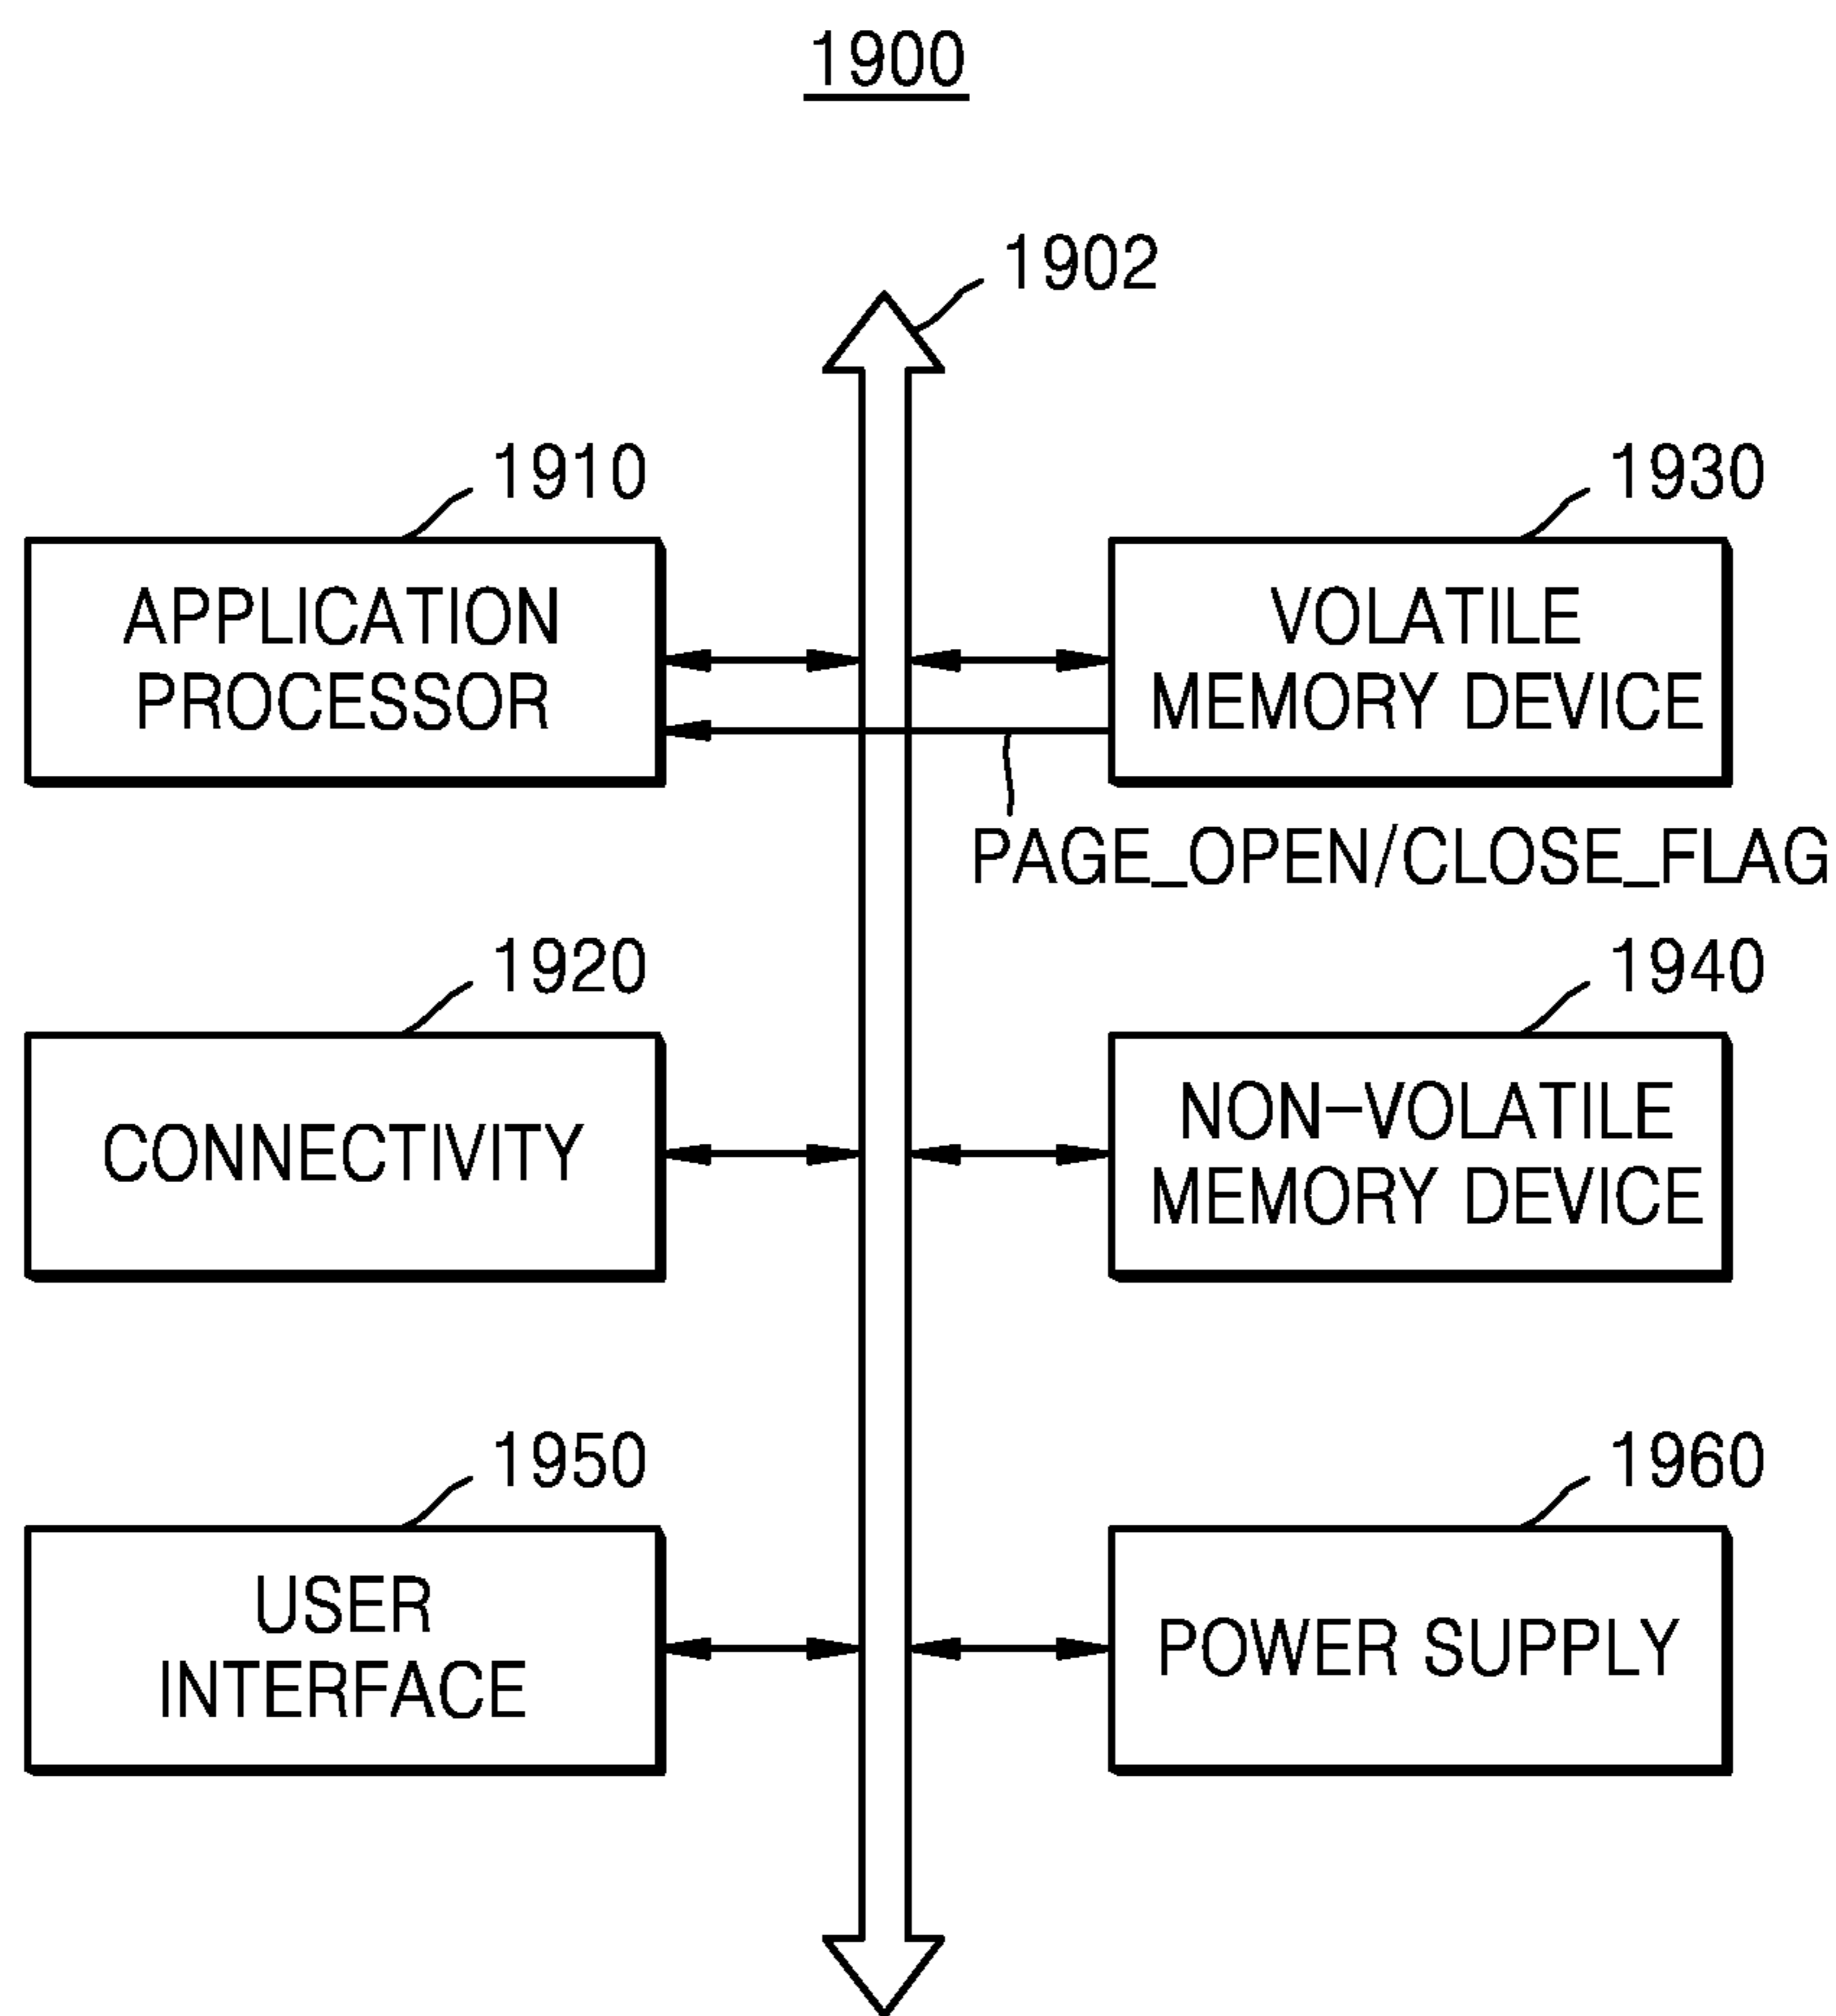 1900
1902
1910
APPLICATION
PROCESSOR
1930
VOLATILE
MEMORY DEVICE
PAGE_OPEN/CLOSE_FLAG
1920
CONNECTIVITY
1940
NON-VOLATILE
MEMORY DEVICE
1950
USER
INTERFACE
1960
POWER SUPPLY